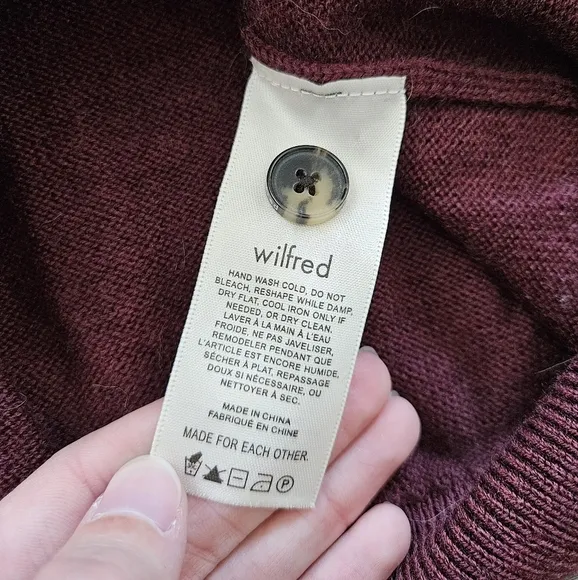 wilfred
HAND WASH COLD, DO NOT
BLEACH, RESHAPE WHILE DAMP,
DRY FLAT, COOL IRON ONLY IF
NEEDED, OR DRY CLEAN.
LAVER À LA MAIN À L'EAU
FROIDE, NE PAS JAVELISER,
REMODELER PENDANT QUE
L'ARTICLE EST ENCORE HUMIDE,
SÉCHER À PLAT, REPASSAGE
DOUX SI NÉCESSAIRE, OU
NETTOYER À SEC.
MADE IN CHINA
FABRIQUÉ EN CHINE
MADE FOR EACH OTHER.
P